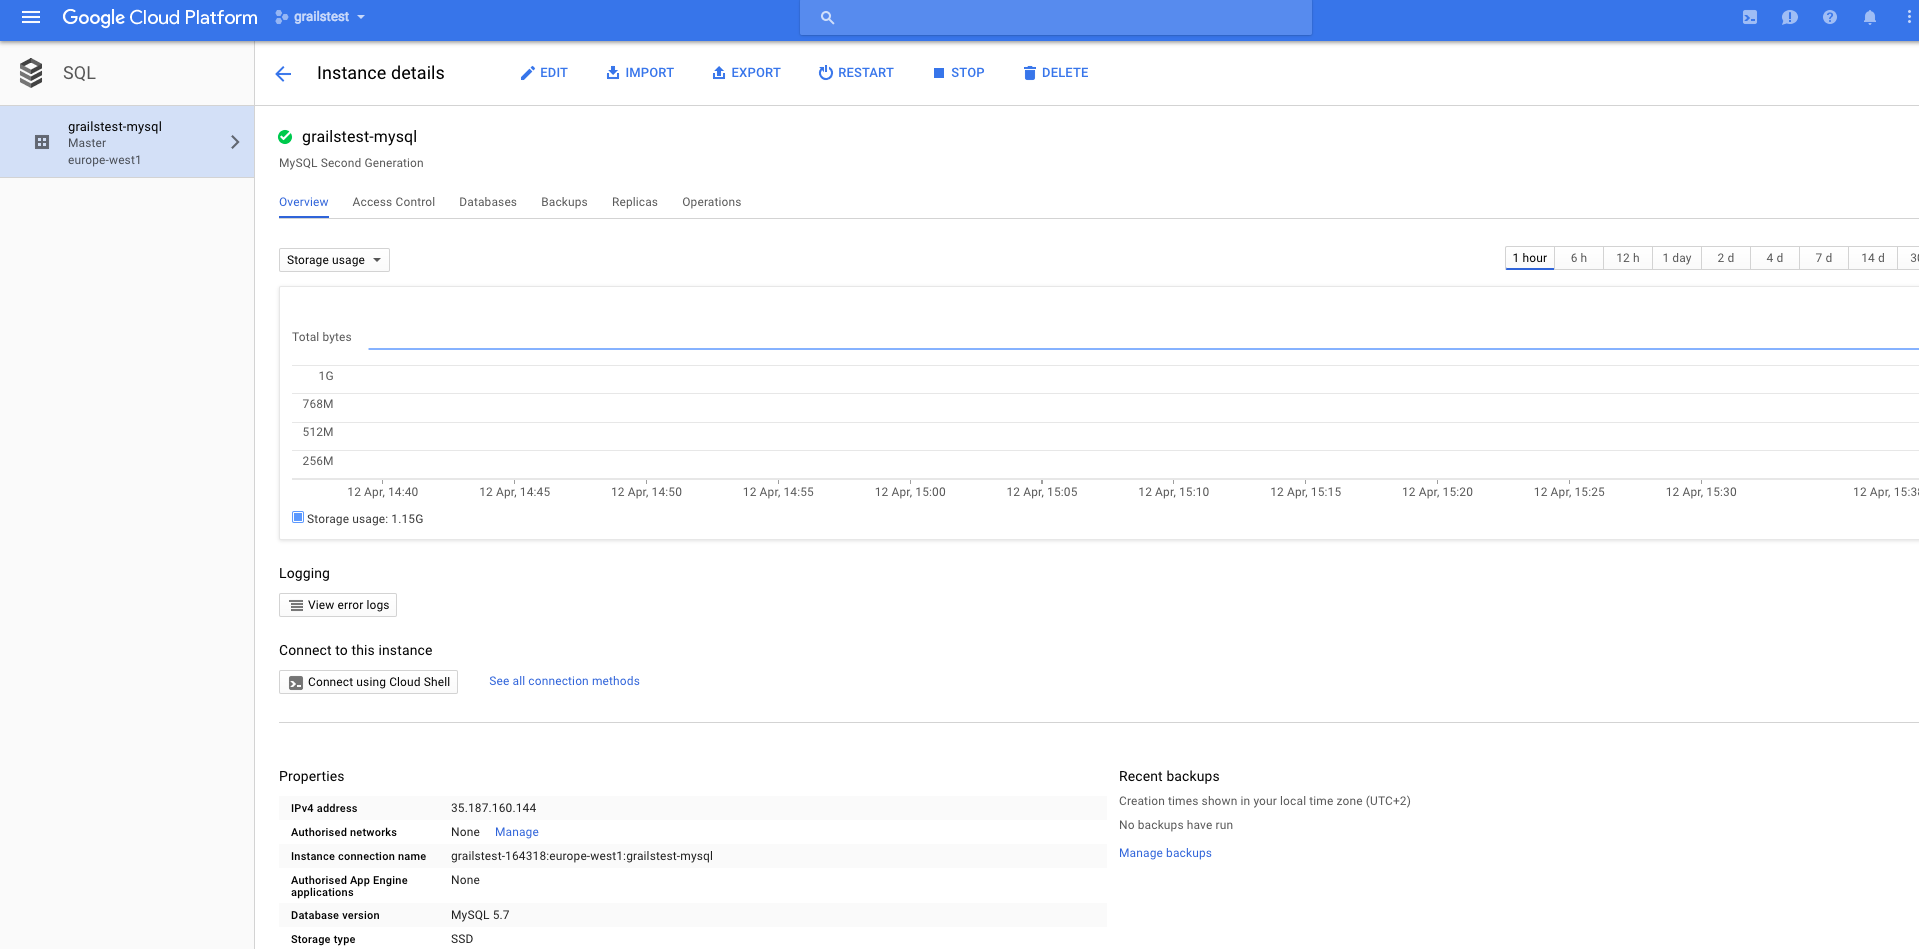 Google Cloud Platform grailstest
SQL
Instance details EDIT IMPORT EXPORT RESTART STOP DELETE
grailstest-mysql
Master
europe-west1
grailstest-mysql
MySQL Second Generation
Overview Access Control Databases Backups Replicas Operations
Storage usage
1 hour 6 h 12 h 1 day 2 d 4 d 7 d 14 d 30
Total bytes
1G
768M
512M
256M
12 Apr, 14:40 12 Apr, 14:45 12 Apr, 14:50 12 Apr, 14:55 12 Apr, 15:00 12 Apr, 15:05 12 Apr, 15:10 12 Apr, 15:15 12 Apr, 15:20 12 Apr, 15:25 12 Apr, 15:30 12 Apr, 15:38
Storage usage: 1.15G
Logging
View error logs
Connect to this instance
Connect using Cloud Shell See all connection methods
Properties
IPv4 address 35.187.160.144
Authorised networks None Manage
Instance connection name grailstest-164318:europe-west1:grailstest-mysql
Authorised App Engine applications None
Database version MySQL 5.7
Storage type SSD
Recent backups
Creation times shown in your local time zone (UTC+2)
No backups have run
Manage backups